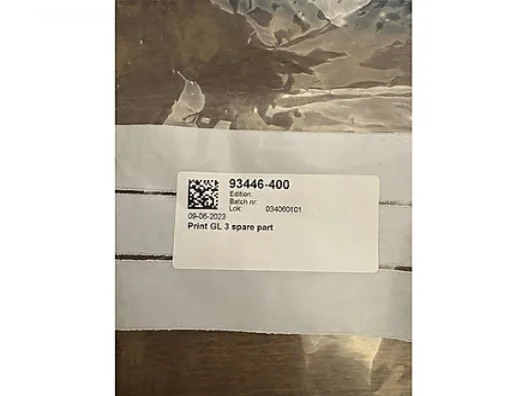 93446-400
Edition:
Batch nr:
Lok: 034060101
09-06-2023
Print GL 3 spare part